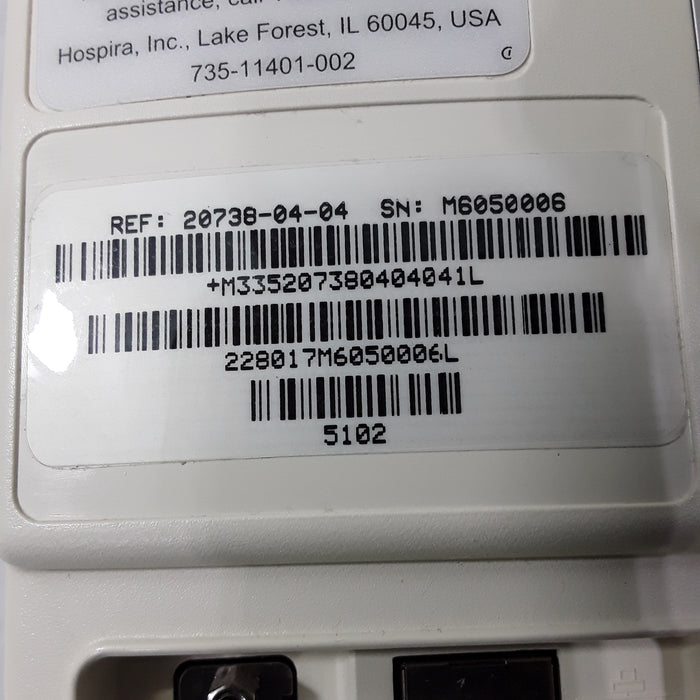 assistance, call
Hospira, Inc., Lake Forest, IL 60045, USA
735-11401-002
REF: 20738-04-04 SN: M6050006
+M335207380404041L
228017M6050006L
5102